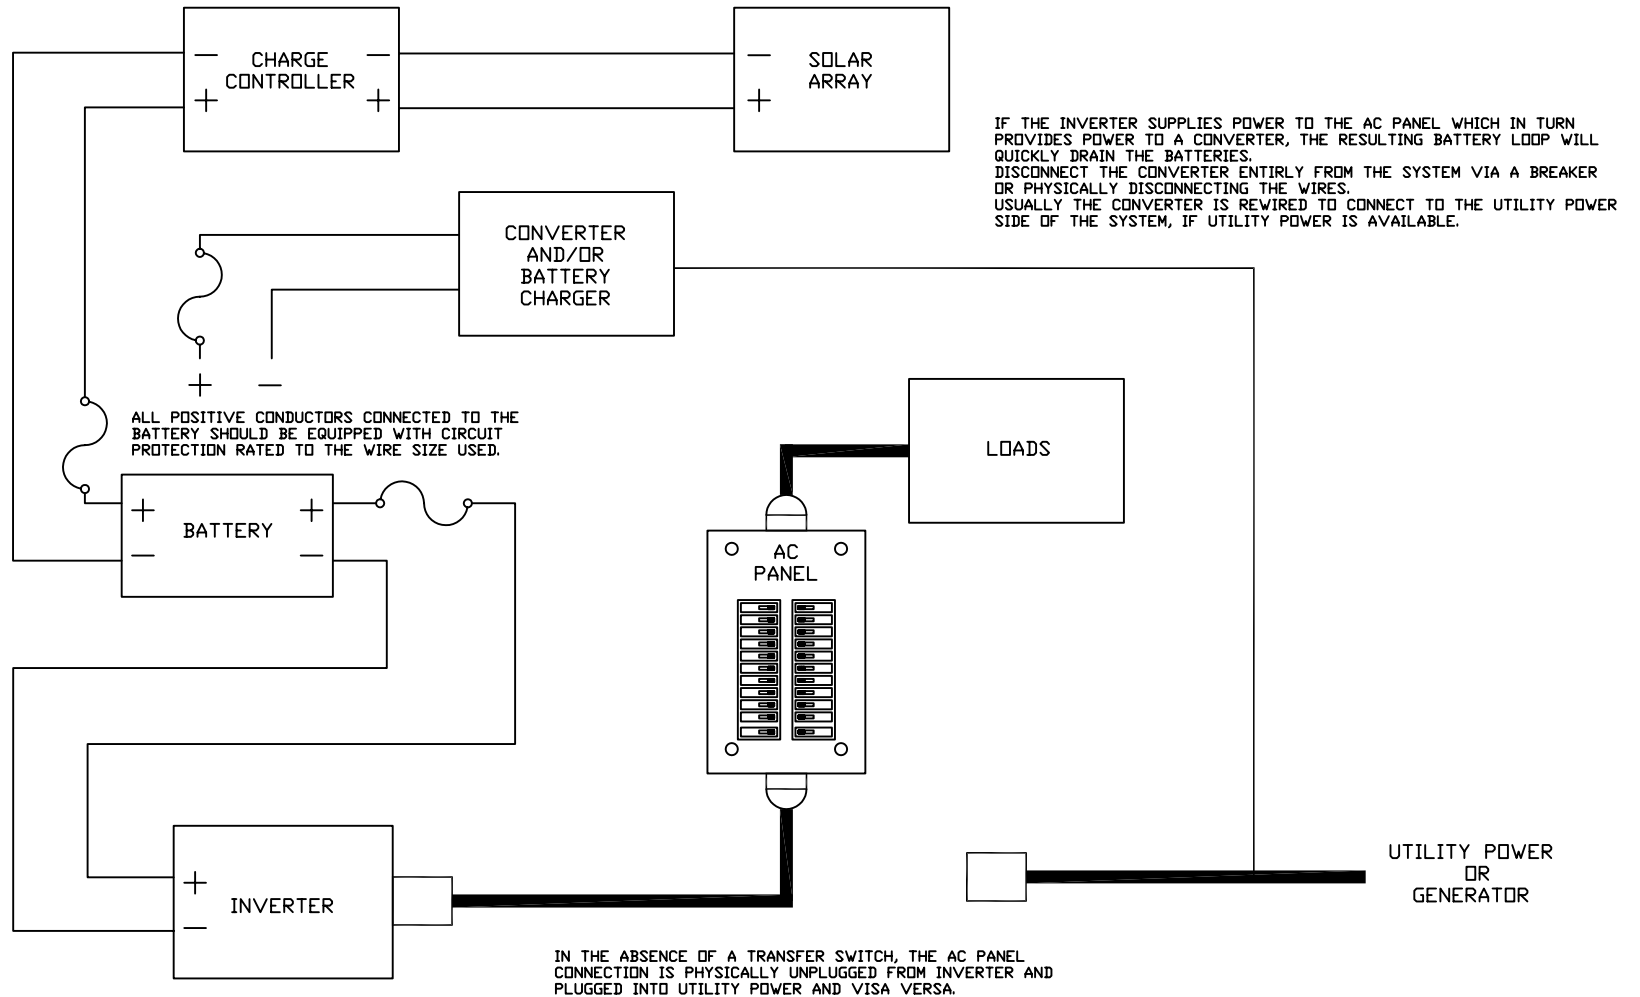 CHARGE
CONTROLLER
− −
+ +
SOLAR
ARRAY
−
+
IF THE INVERTER SUPPLIES POWER TO THE AC PANEL WHICH IN TURN
PROVIDES POWER TO A CONVERTER, THE RESULTING BATTERY LOOP WILL
QUICKLY DRAIN THE BATTERIES.
DISCONNECT THE CONVERTER ENTIRLY FROM THE SYSTEM VIA A BREAKER
OR PHYSICALLY DISCONNECTING THE WIRES.
USUALLY THE CONVERTER IS REWIRED TO CONNECT TO THE UTILITY POWER
SIDE OF THE SYSTEM, IF UTILITY POWER IS AVAILABLE.
CONVERTER
AND/OR
BATTERY
CHARGER
+ −
ALL POSITIVE CONDUCTORS CONNECTED TO THE
BATTERY SHOULD BE EQUIPPED WITH CIRCUIT
PROTECTION RATED TO THE WIRE SIZE USED.
LOADS
+ +
BATTERY
− −
AC
PANEL
UTILITY POWER
OR
GENERATOR
+
INVERTER
−
IN THE ABSENCE OF A TRANSFER SWITCH, THE AC PANEL
CONNECTION IS PHYSICALLY UNPLUGGED FROM INVERTER AND
PLUGGED INTO UTILITY POWER AND VISA VERSA.